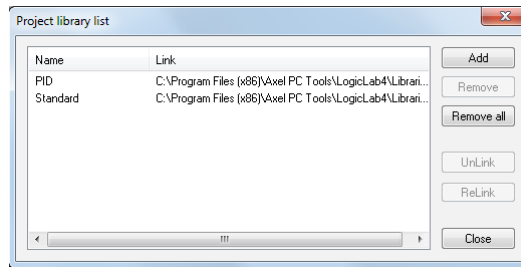 Project library list
Name Link Add
PID C:\Program Files (x86)\Axel PC Tools\LogicLab4\Librari...
Standard C:\Program Files (x86)\Axel PC Tools\LogicLab4\Librari...
Remove
Remove all
UnLink
ReLink
Close